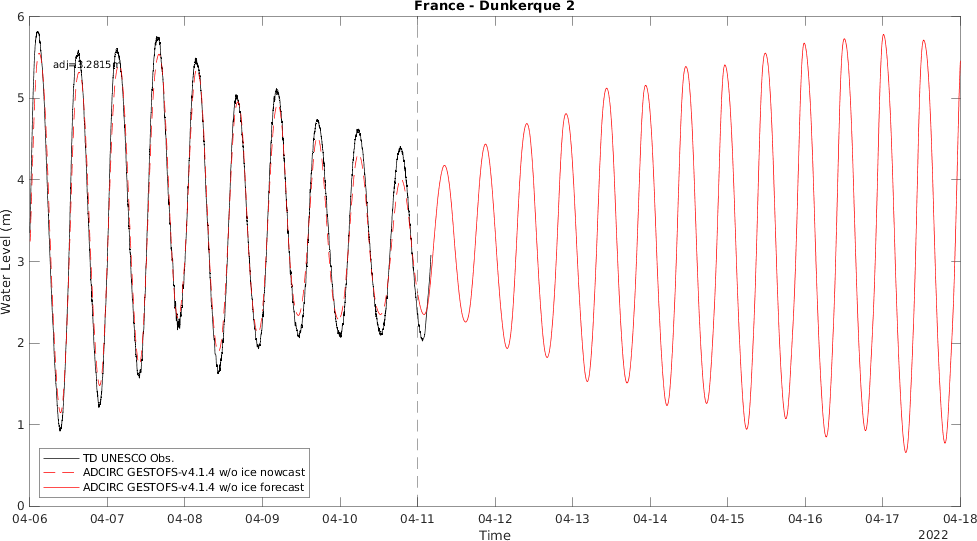 France - Dunkerque 2
6
adj=3.2815
5
4
3
2
1
0
Water Level (m)
TD UNESCO Obs.
ADCIRC GESTOFS-v4.1.4 w/o ice nowcast
ADCIRC GESTOFS-v4.1.4 w/o ice forecast
04-06 04-07 04-08 04-09 04-10 04-11 04-12 04-13 04-14 04-15 04-16 04-17 04-18
Time
2022